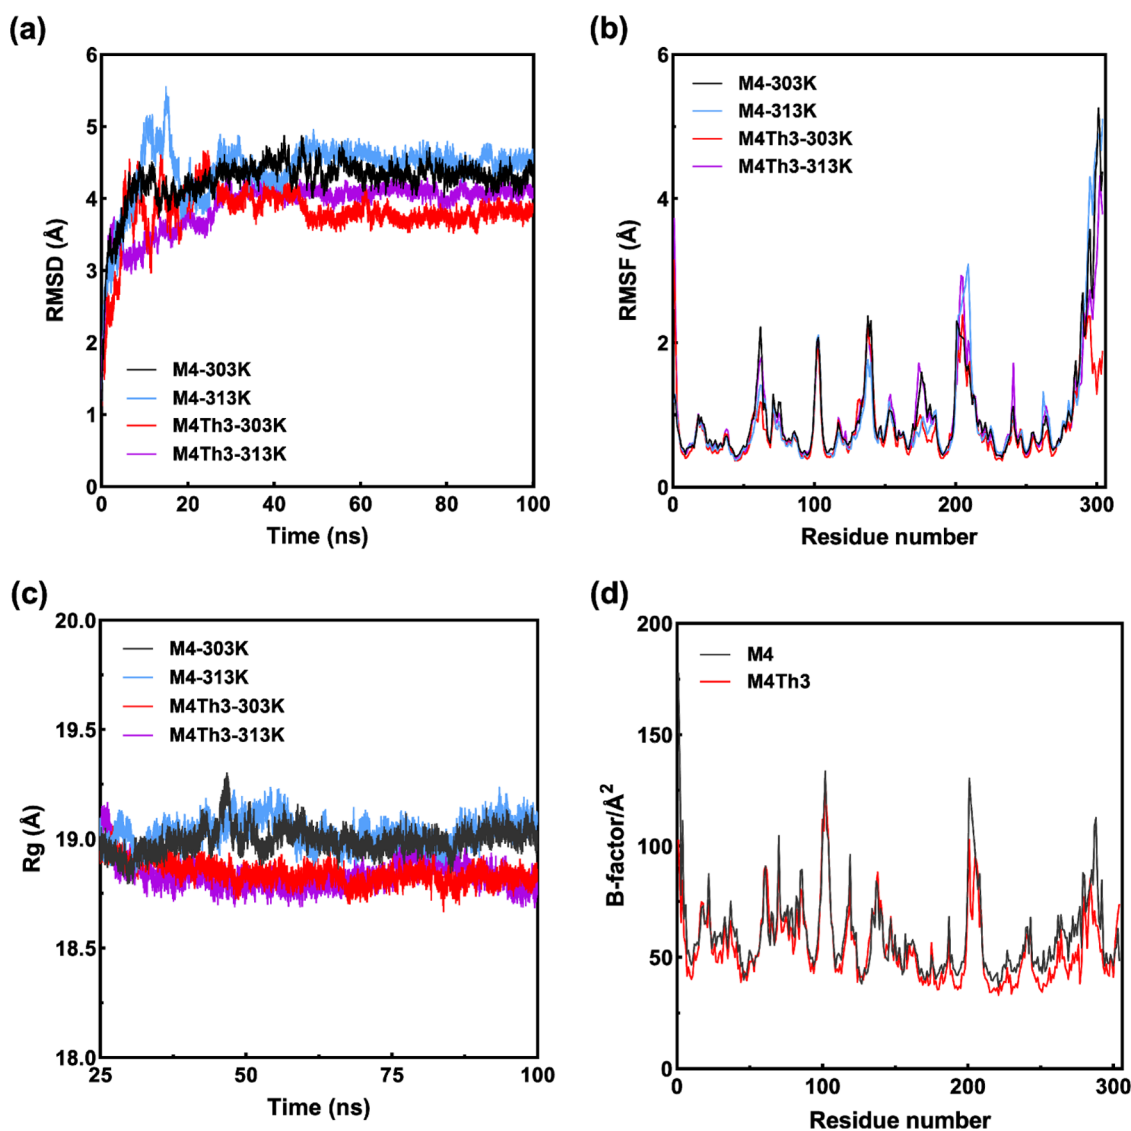 (a)
6
5
4
3
2
1
0
RMSD (Å)
M4-303K
M4-313K
M4Th3-303K
M4Th3-313K
0 20 40 60 80 100
Time (ns)
(b)
6
4
2
0
RMSF (Å)
M4-303K
M4-313K
M4Th3-303K
M4Th3-313K
0 100 200 300
Residue number
(c)
20.0
19.5
19.0
18.5
18.0
Rg (Å)
M4-303K
M4-313K
M4Th3-303K
M4Th3-313K
25 50 75 100
Time (ns)
(d)
200
150
100
50
0
B-factor/Å²
M4
M4Th3
0 100 200 300
Residue number